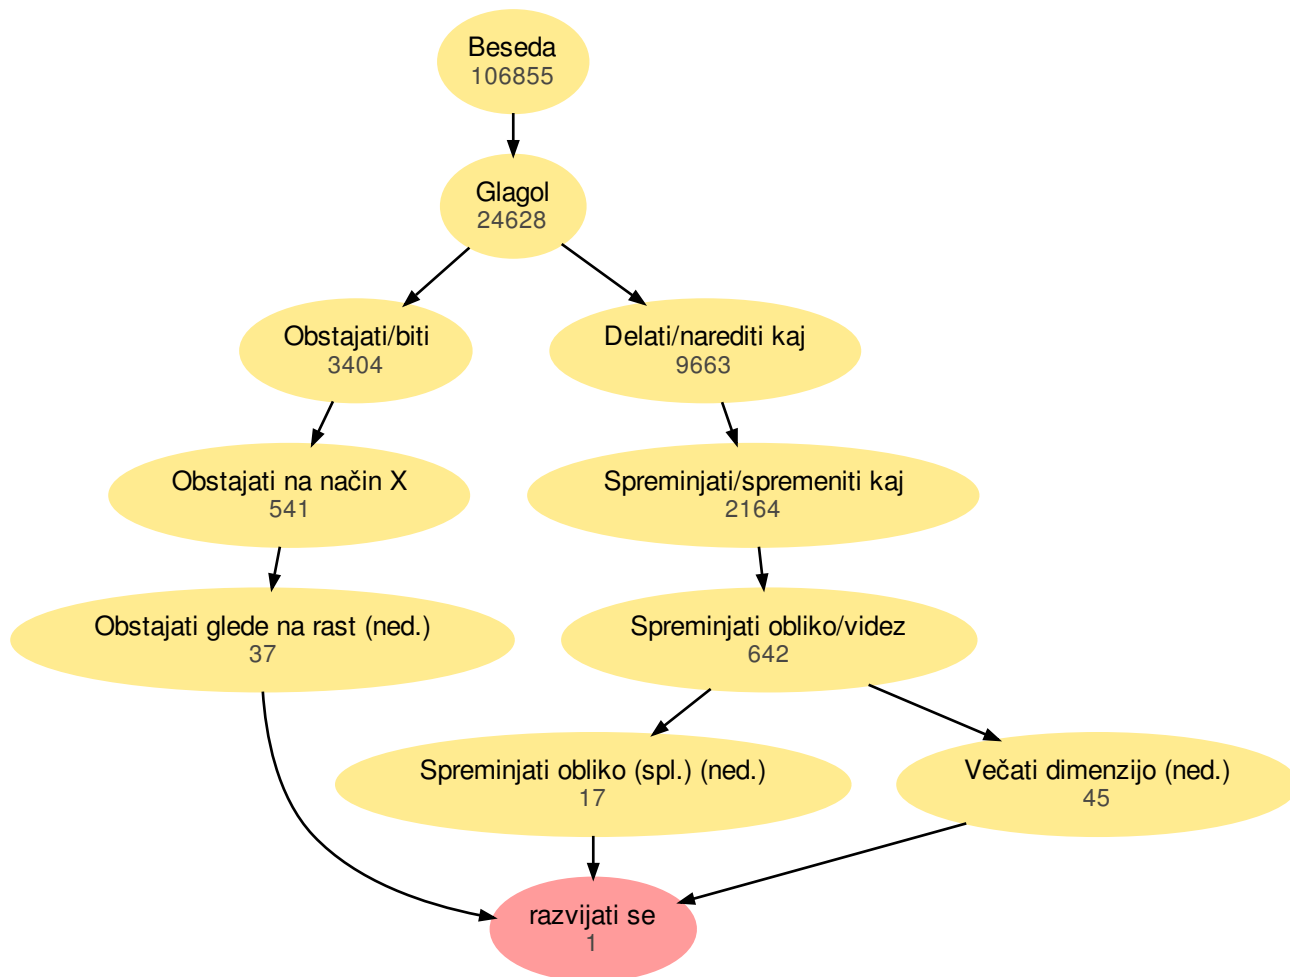 Beseda
106855
Glagol
24628
Obstajati/biti
3404
Delati/narediti kaj
9663
Obstajati na način X
541
Spreminjati/spremeniti kaj
2164
Obstajati glede na rast (ned.)
37
Spreminjati obliko/videz
642
Spreminjati obliko (spl.) (ned.)
17
Večati dimenzijo (ned.)
45
razvijati se
1